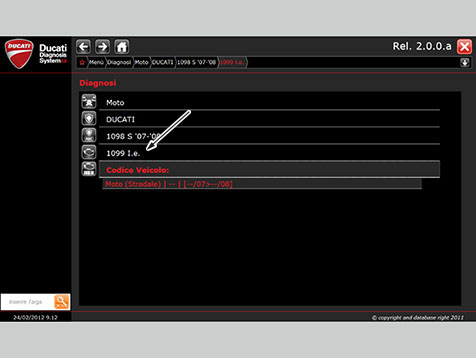 DUCATI
Ducati
Diagnosis
System
Rel. 2.0.0.a
Menù Diagnosi Moto DUCATI 1098 S '07-'08 1099 I.e.
Diagnosi
Moto
DUCATI
1098 S '07-'08
1099 I.e.
Codice Veicolo:
Moto (Stradale) | -- | [--/07>--/08]
Inserire Targa
24/02/2012 9.12
© copyright and database right 2011